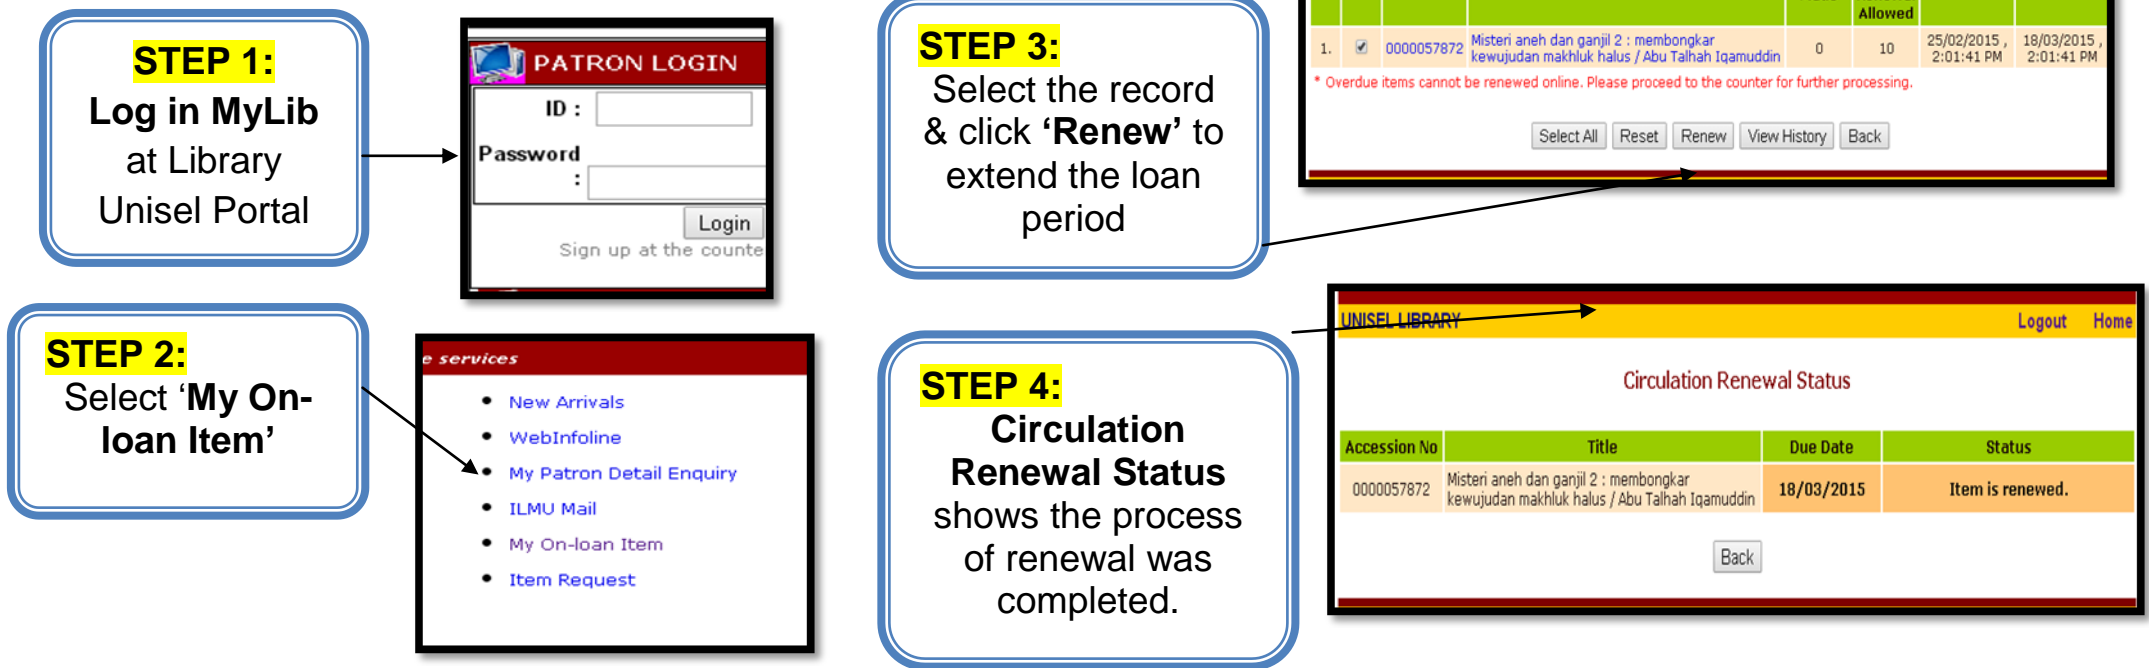 STEP 1:
Log in MyLib
at Library
Unisel Portal
PATRON LOGIN
ID :
Password
:
Login
Sign up at the counte
STEP 2:
Select ‘My On-
loan Item’
e services
New Arrivals
WebInfoline
My Patron Detail Enquiry
ILMU Mail
My On-loan Item
Item Request
STEP 3:
Select the record
& click ‘Renew’ to
extend the loan
period
Allowed
1. 0000057872 Misteri aneh dan ganjil 2 : membongkar kewujudan makhluk halus / Abu Talhah Iqamuddin 0 10 25/02/2015 , 2:01:41 PM 18/03/2015 , 2:01:41 PM
* Overdue items cannot be renewed online. Please proceed to the counter for further processing.
Select All Reset Renew View History Back
STEP 4:
Circulation
Renewal Status
shows the process
of renewal was
completed.
UNISEL LIBRARY Logout Home
Circulation Renewal Status
Accession No Title Due Date Status
0000057872 Misteri aneh dan ganjil 2 : membongkar kewujudan makhluk halus / Abu Talhah Iqamuddin 18/03/2015 Item is renewed.
Back